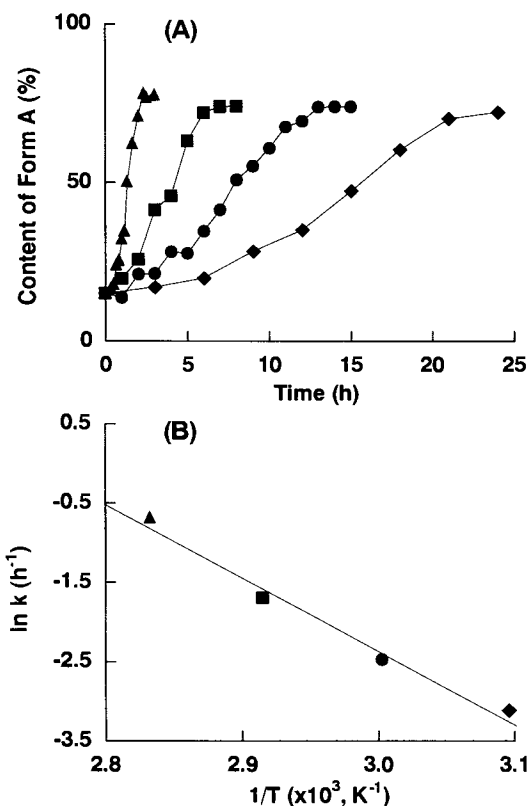 (A)
100
50
0
Content of Form A (%)
0 5 10 15 20 25
Time (h)
(B)
0.5
-0.5
-1.5
-2.5
-3.5
ln k (h⁻¹)
2.8 2.9 3.0 3.1
1/T (x10³, K⁻¹)